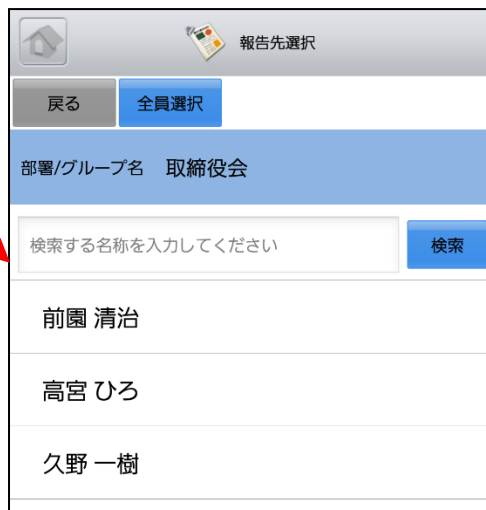 報告先選択
戻る 全員選択
部署/グループ名 取締役会
検索する名称を入力してください 検索
前園 清治
高宮 ひろ
久野 一樹